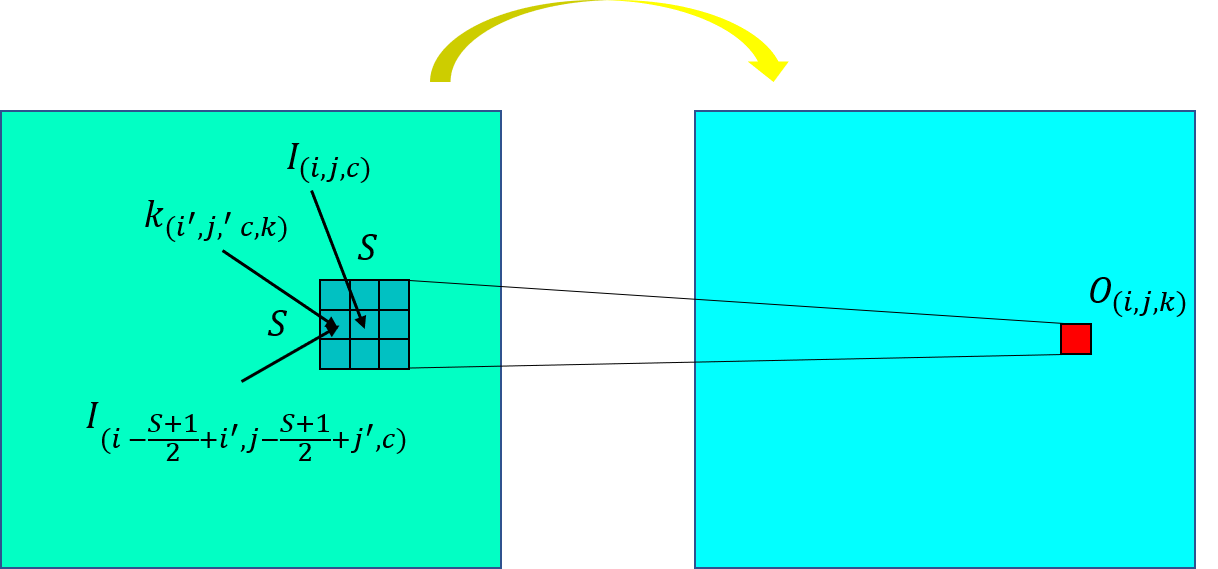 I(i,j,c)
k(i′,j,′ c,k)
S
S
O(i,j,k)
I(i −S+1/2+i′,j−S+1/2+j′,c)